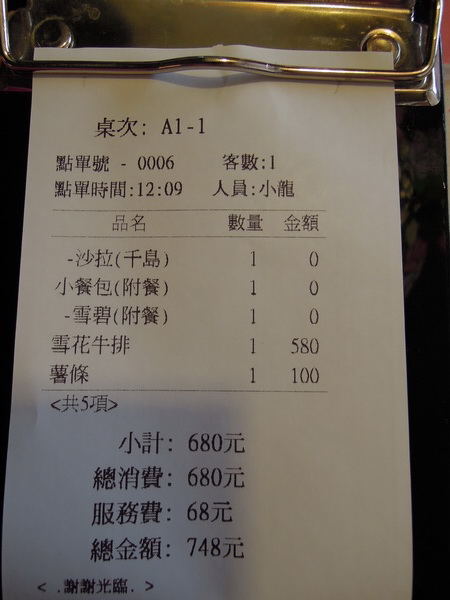 桌次: A1-1
點單號 - 0006 客數:1
點單時間:12:09 人員:小龍
品名 數量 金額
-沙拉(千島) 1 0
小餐包(附餐) 1 0
-雪碧(附餐) 1 0
雪花牛排 1 580
薯條 1 100
<共5項>
小計: 680元
總消費: 680元
服務費: 68元
總金額: 748元
< .謝謝光臨. >